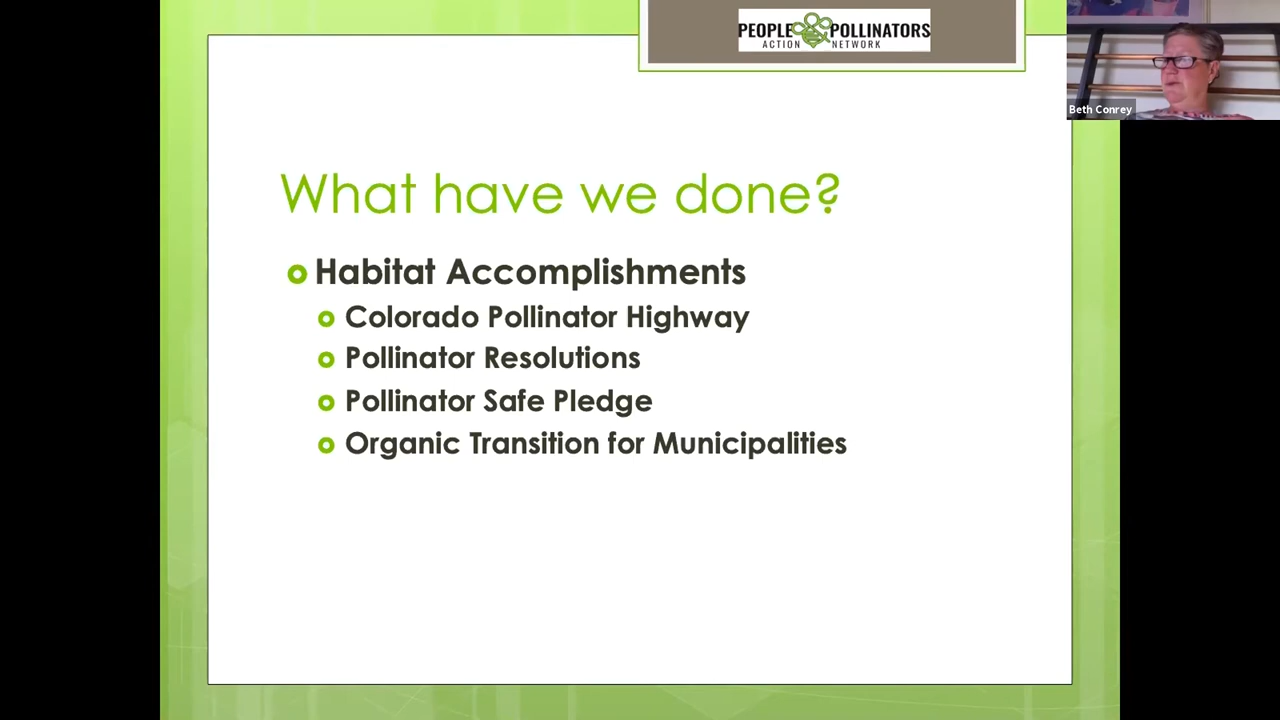 PEOPLE POLLINATORS
ACTION NETWORK
Beth Conrey
What have we done?
Habitat Accomplishments
Colorado Pollinator Highway
Pollinator Resolutions
Pollinator Safe Pledge
Organic Transition for Municipalities